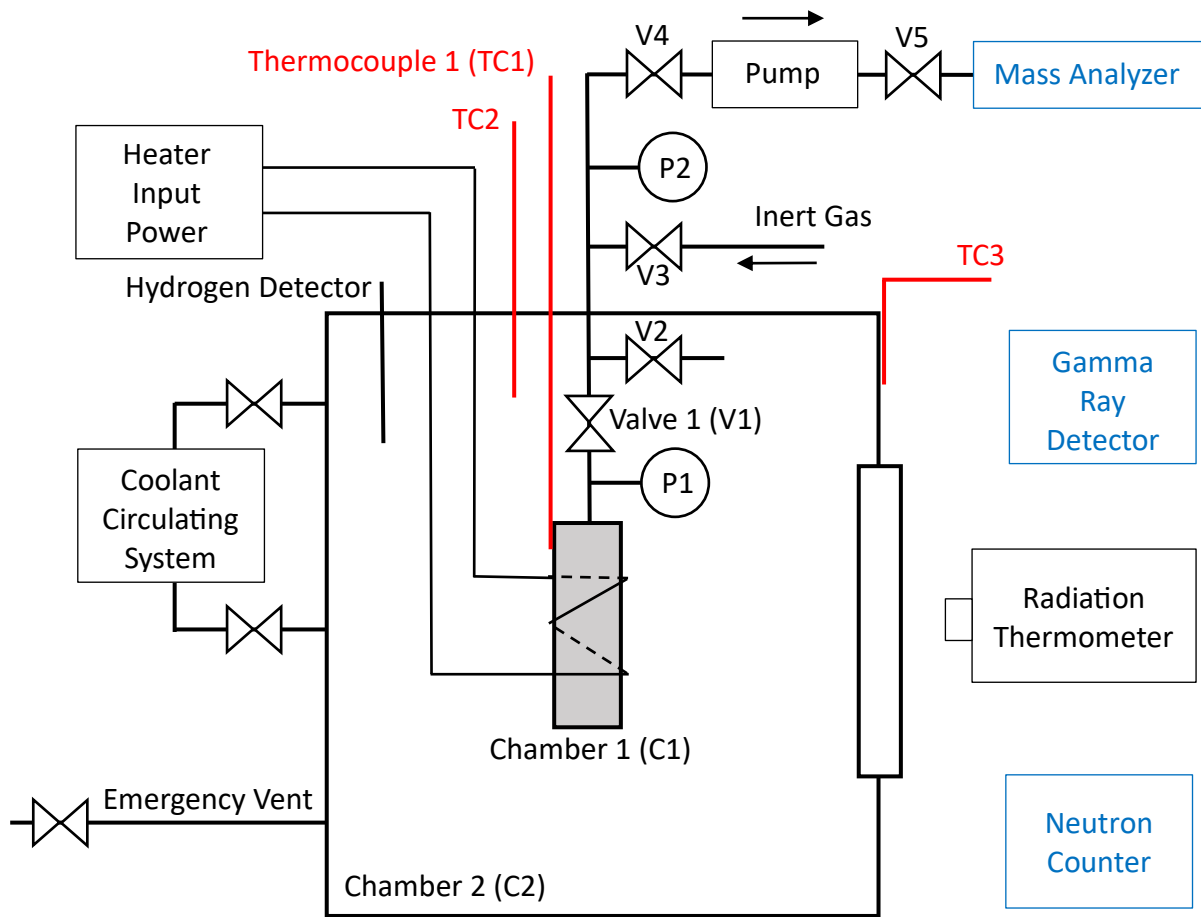 V4
Pump
V5
Mass Analyzer
Thermocouple 1 (TC1)
TC2
Heater
Input
Power
P2
Inert Gas
V3
TC3
Hydrogen Detector
V2
Gamma
Ray
Detector
Valve 1 (V1)
P1
Coolant
Circulating
System
Radiation
Thermometer
Chamber 1 (C1)
Emergency Vent
Neutron
Counter
Chamber 2 (C2)